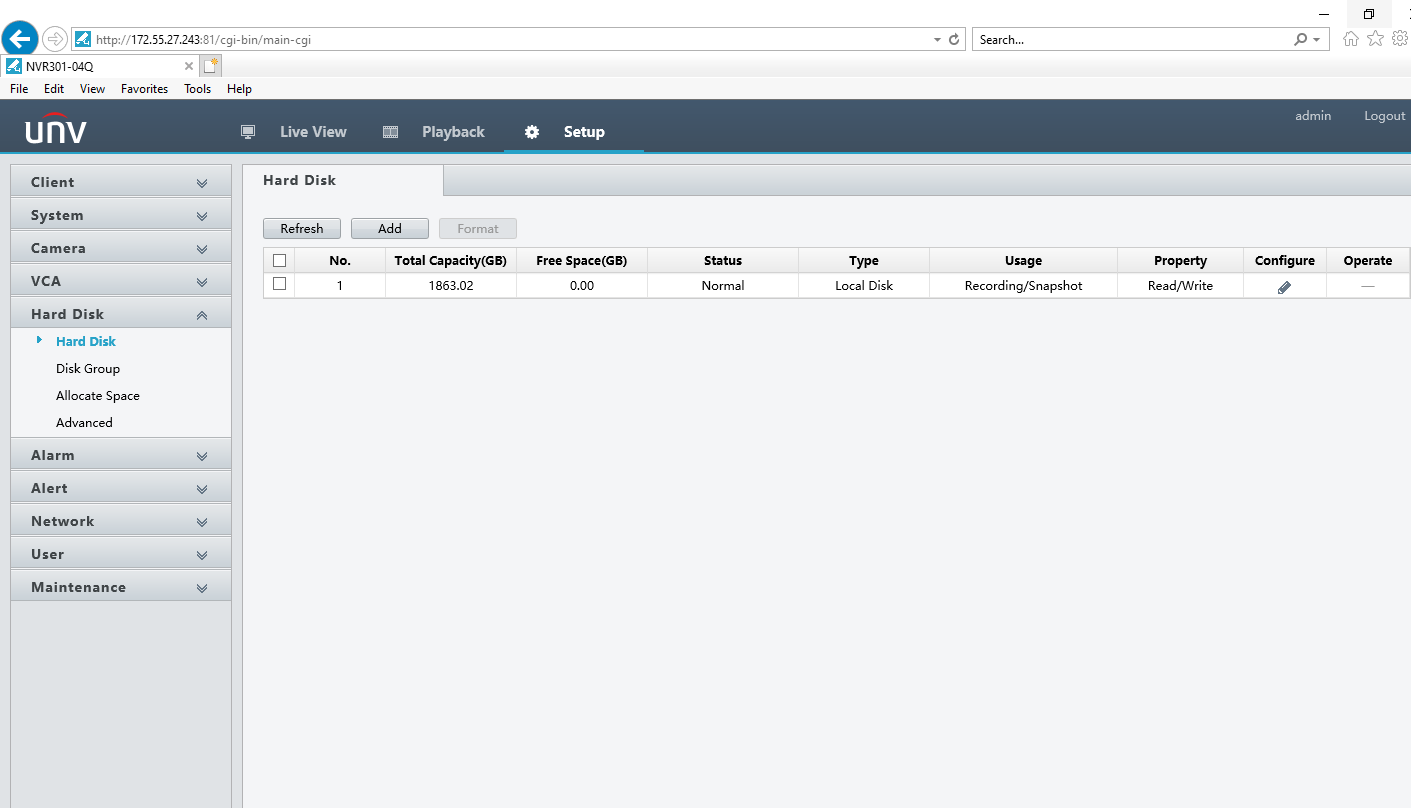 http://172.55.27.243:81/cgi-bin/main-cgi
Search...
NVR301-04Q
File Edit View Favorites Tools Help
unv
Live View Playback Setup
admin Logout
Client
System
Camera
VCA
Hard Disk
Hard Disk
Disk Group
Allocate Space
Advanced
Alarm
Alert
Network
User
Maintenance
Hard Disk
Refresh Add Format
No. Total Capacity(GB) Free Space(GB) Status Type Usage Property Configure Operate
1 1863.02 0.00 Normal Local Disk Recording/Snapshot Read/Write —